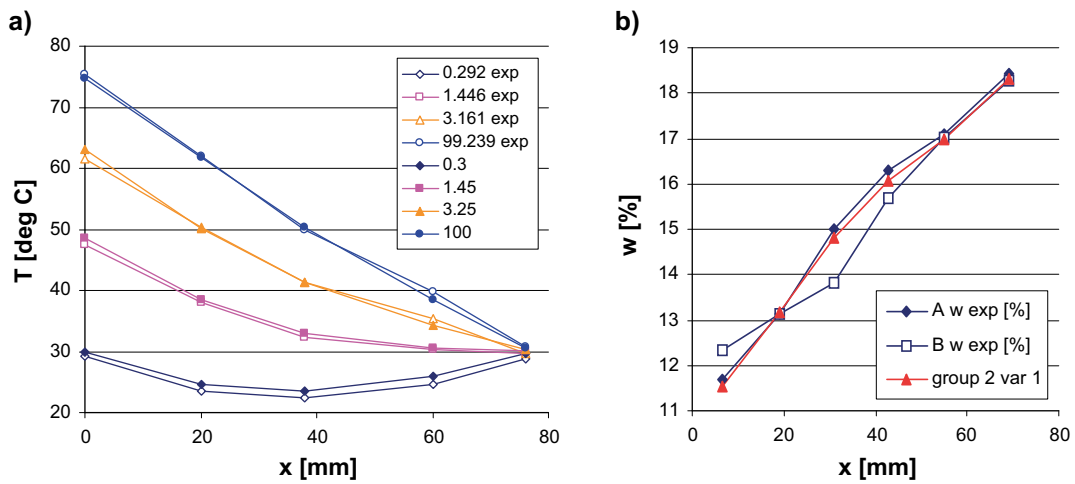 a)
80
70
60
50
40
30
20
0
20
40
60
80
T [deg C]
x [mm]
0.292 exp
1.446 exp
3.161 exp
99.239 exp
0.3
1.45
3.25
100
b)
19
18
17
16
15
14
13
12
11
0
20
40
60
80
w [%]
x [mm]
A w exp [%]
B w exp [%]
group 2 var 1